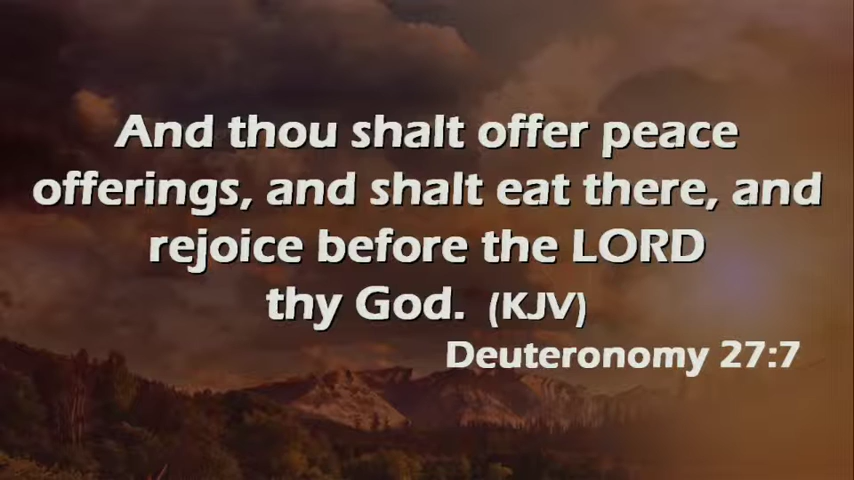 And thou shalt offer peace
offerings, and shalt eat there, and
rejoice before the LORD
thy God. (KJV)
Deuteronomy 27:7